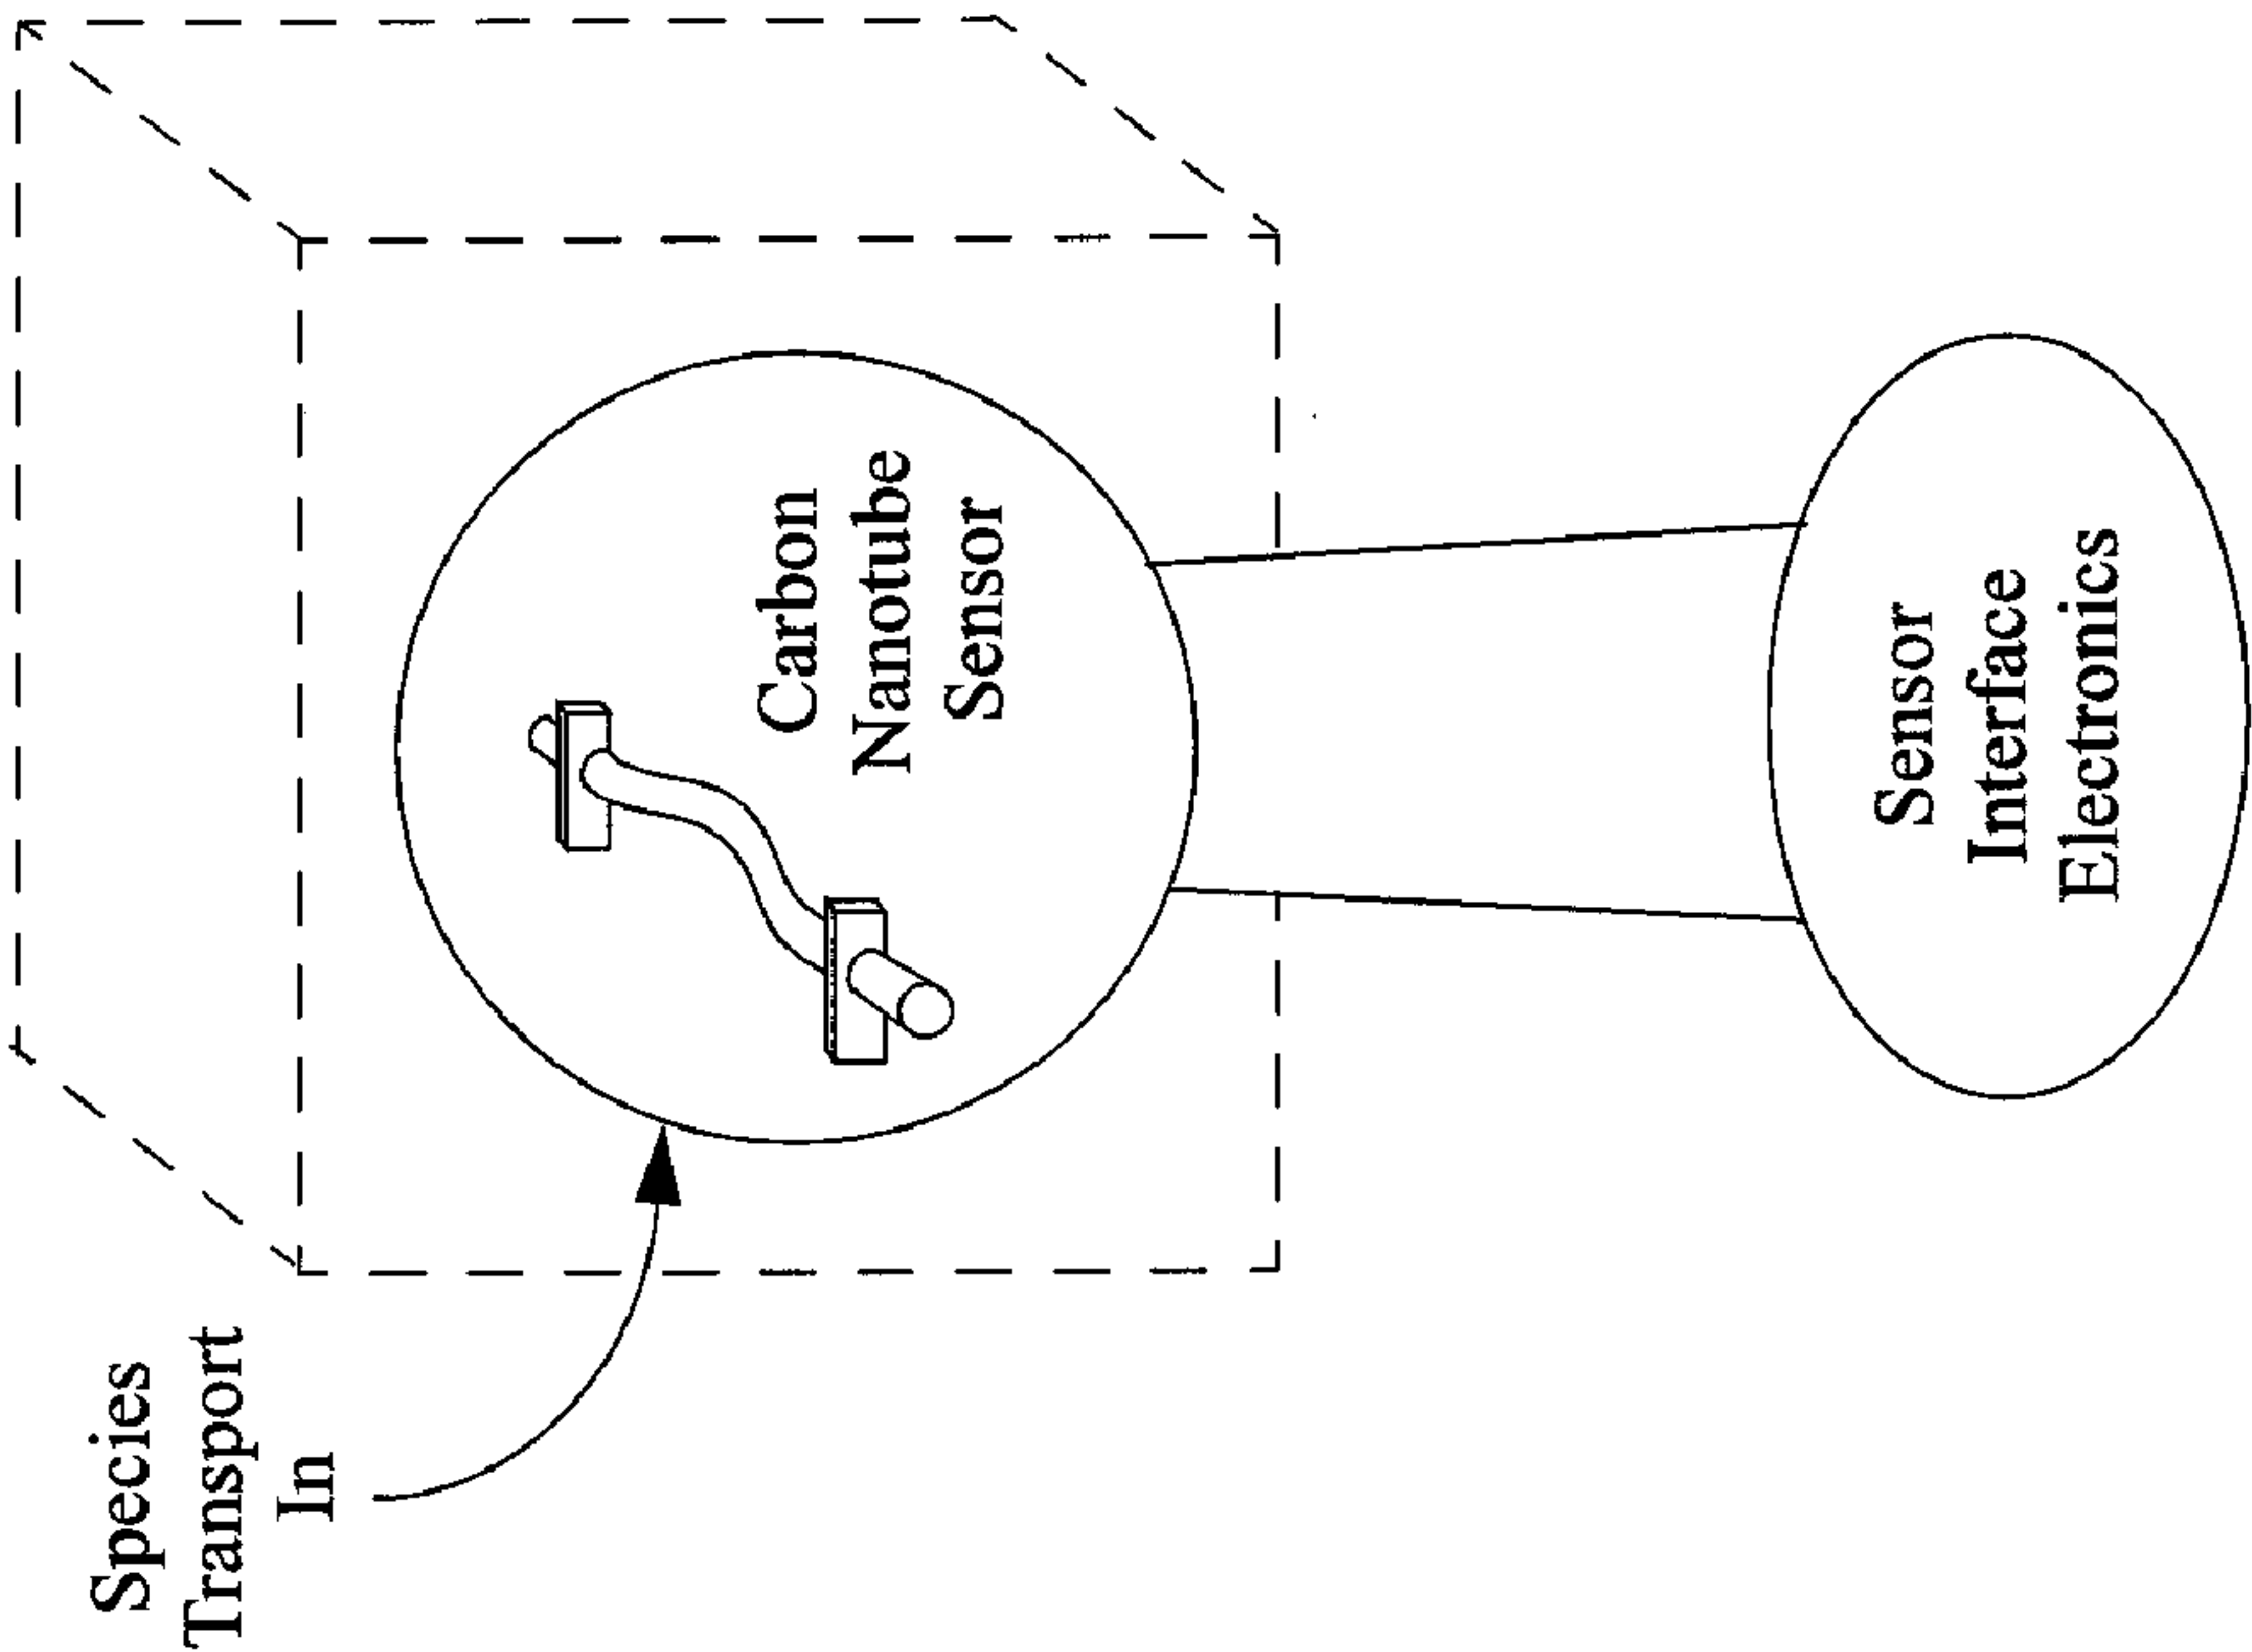 Species
Transport
In
Carbon
Nanotube
Sensor
Sensor
Interface
Electronics